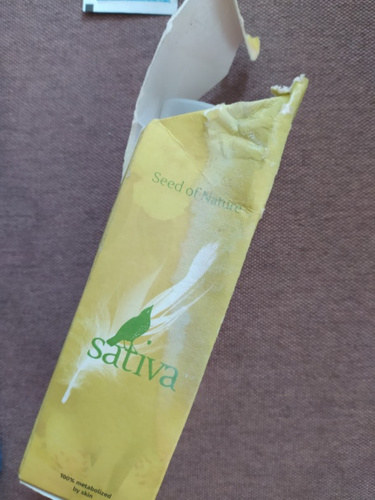 Seed of Nature
sativa
100% metabolized
by skin